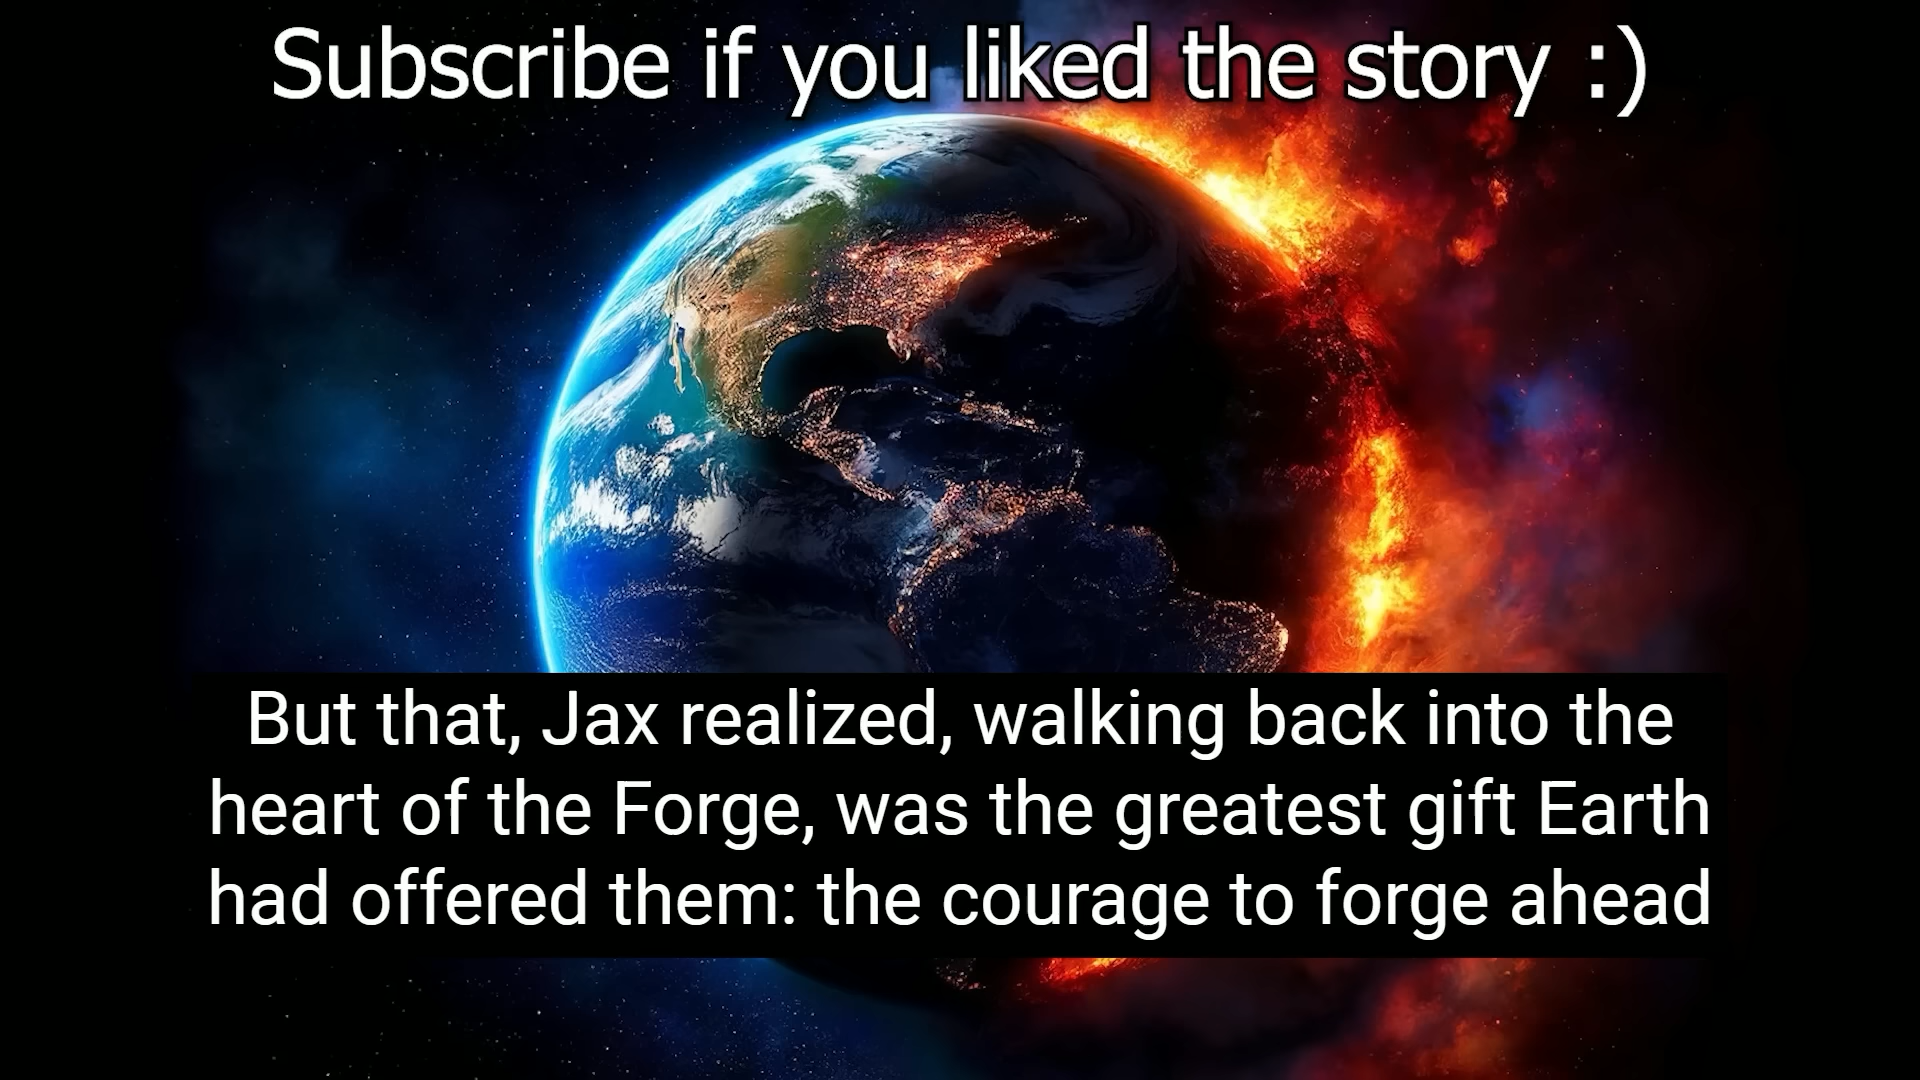 Subscribe if you liked the story :)
But that, Jax realized, walking back into the
heart of the Forge, was the greatest gift Earth
had offered them: the courage to forge ahead